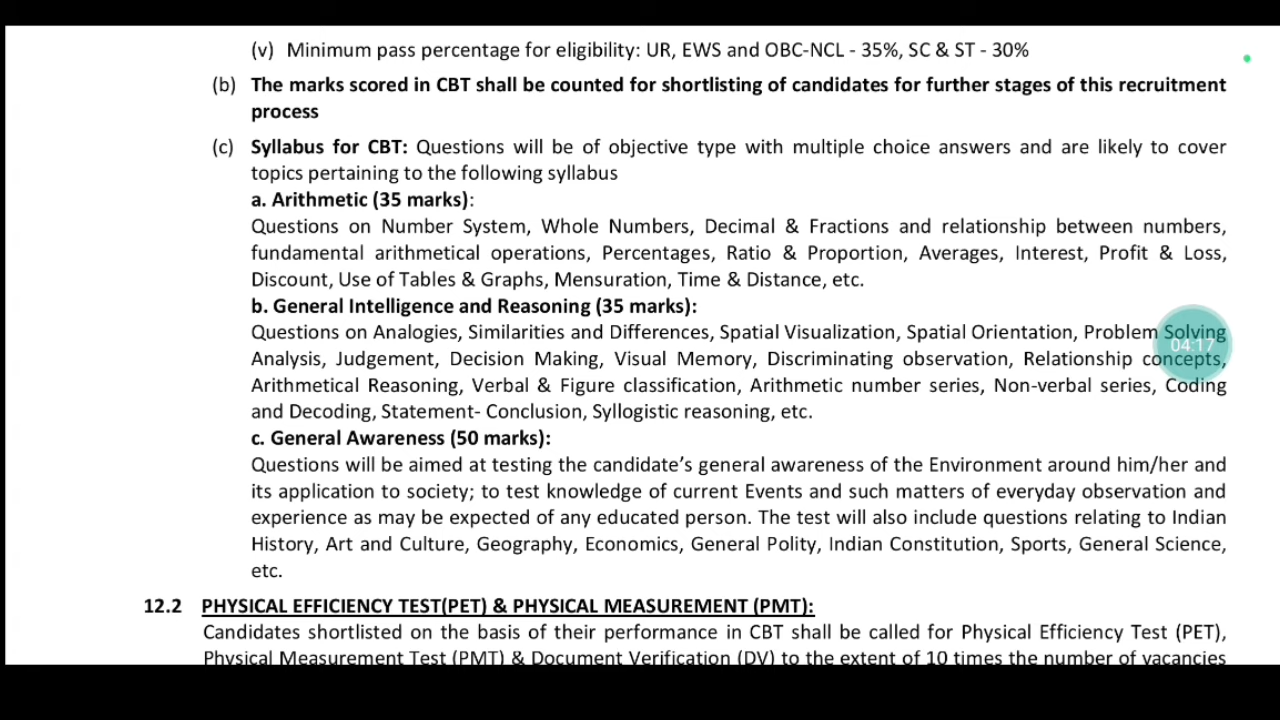 (v) Minimum pass percentage for eligibility: UR, EWS and OBC-NCL - 35%, SC & ST - 30%
(b) The marks scored in CBT shall be counted for shortlisting of candidates for further stages of this recruitment
process
(c) Syllabus for CBT: Questions will be of objective type with multiple choice answers and are likely to cover
topics pertaining to the following syllabus
a. Arithmetic (35 marks):
Questions on Number System, Whole Numbers, Decimal & Fractions and relationship between numbers,
fundamental arithmetical operations, Percentages, Ratio & Proportion, Averages, Interest, Profit & Loss,
Discount, Use of Tables & Graphs, Mensuration, Time & Distance, etc.
b. General Intelligence and Reasoning (35 marks):
Questions on Analogies, Similarities and Differences, Spatial Visualization, Spatial Orientation, Problem Solving
Analysis, Judgement, Decision Making, Visual Memory, Discriminating observation, Relationship concepts,
04:17
Arithmetical Reasoning, Verbal & Figure classification, Arithmetic number series, Non-verbal series, Coding
and Decoding, Statement- Conclusion, Syllogistic reasoning, etc.
c. General Awareness (50 marks):
Questions will be aimed at testing the candidate's general awareness of the Environment around him/her and
its application to society; to test knowledge of current Events and such matters of everyday observation and
experience as may be expected of any educated person. The test will also include questions relating to Indian
History, Art and Culture, Geography, Economics, General Polity, Indian Constitution, Sports, General Science,
etc.
12.2 PHYSICAL EFFICIENCY TEST(PET) & PHYSICAL MEASUREMENT (PMT):
Candidates shortlisted on the basis of their performance in CBT shall be called for Physical Efficiency Test (PET),
Physical Measurement Test (PMT) & Document Verification (DV) to the extent of 10 times the number of vacancies